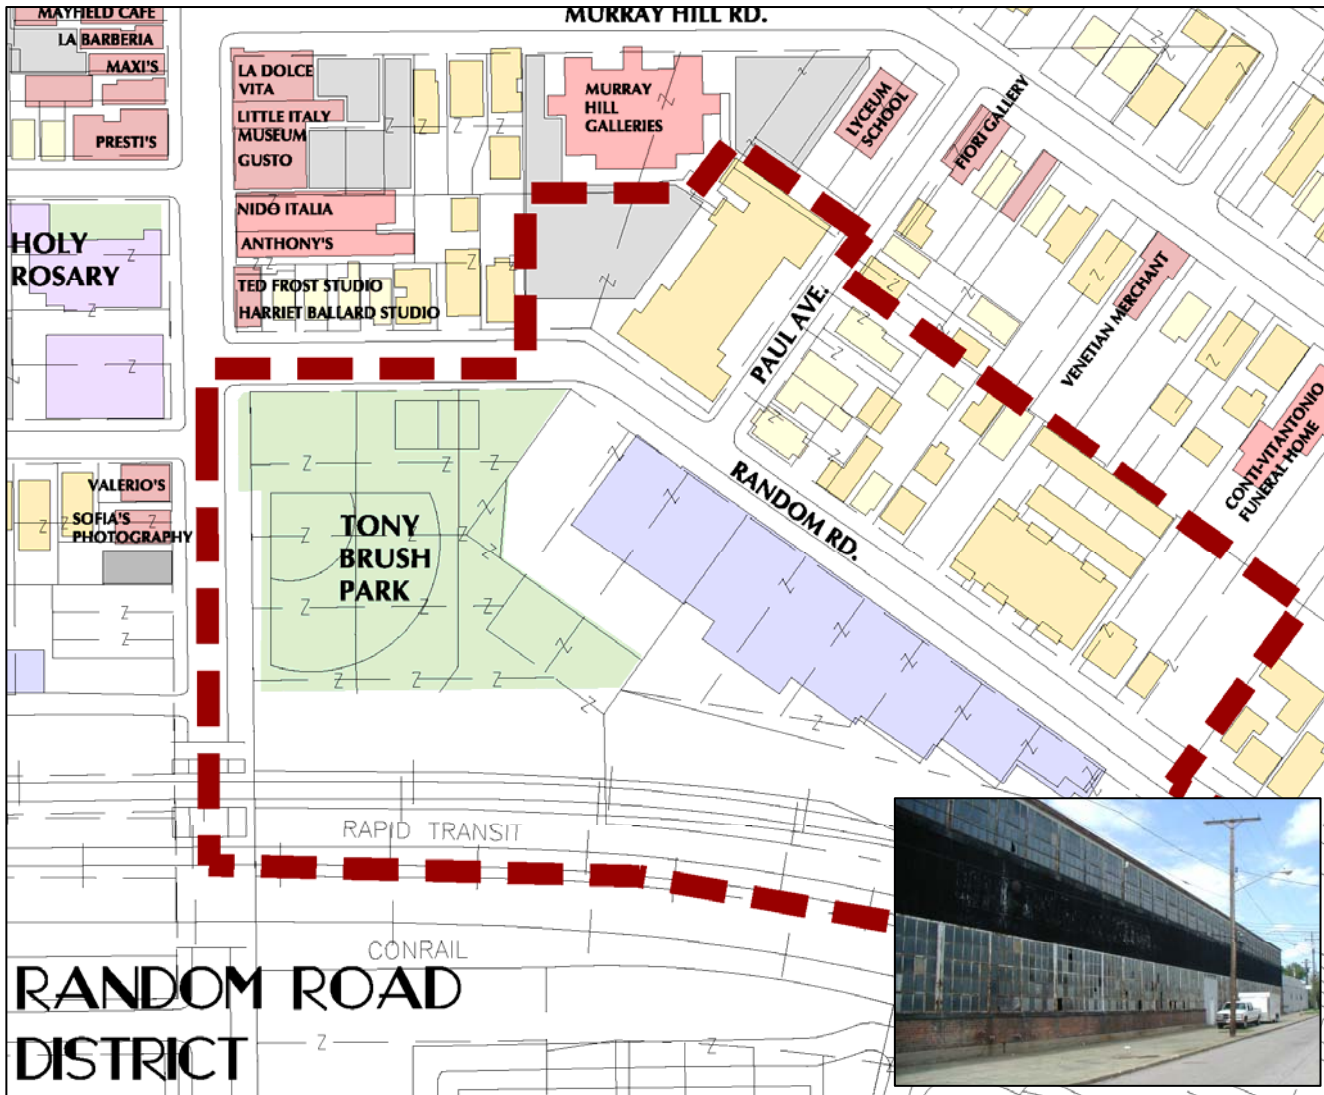 MURRAY HILL RD.
MAYFIELD CAFE
LA BARBERIA
MAXI'S
PRESTI'S
LA DOLCE
VITA
LITTLE ITALY
MUSEUM
GUSTO
NIDO ITALIA
ANTHONY'S
TED FROST STUDIO
HARRIET BALLARD STUDIO
MURRAY
HILL
GALLERIES
LYCEUM
SCHOOL
FIORI GALLERY
HOLY
ROSARY
PAUL AVE.
VENETIAN MERCHANT
CONTI-VITANTONIO
FUNERAL HOME
VALERIO'S
SOFIA'S
PHOTOGRAPHY
TONY
BRUSH
PARK
RANDOM RD.
RAPID TRANSIT
CONRAIL
RANDOM ROAD
DISTRICT